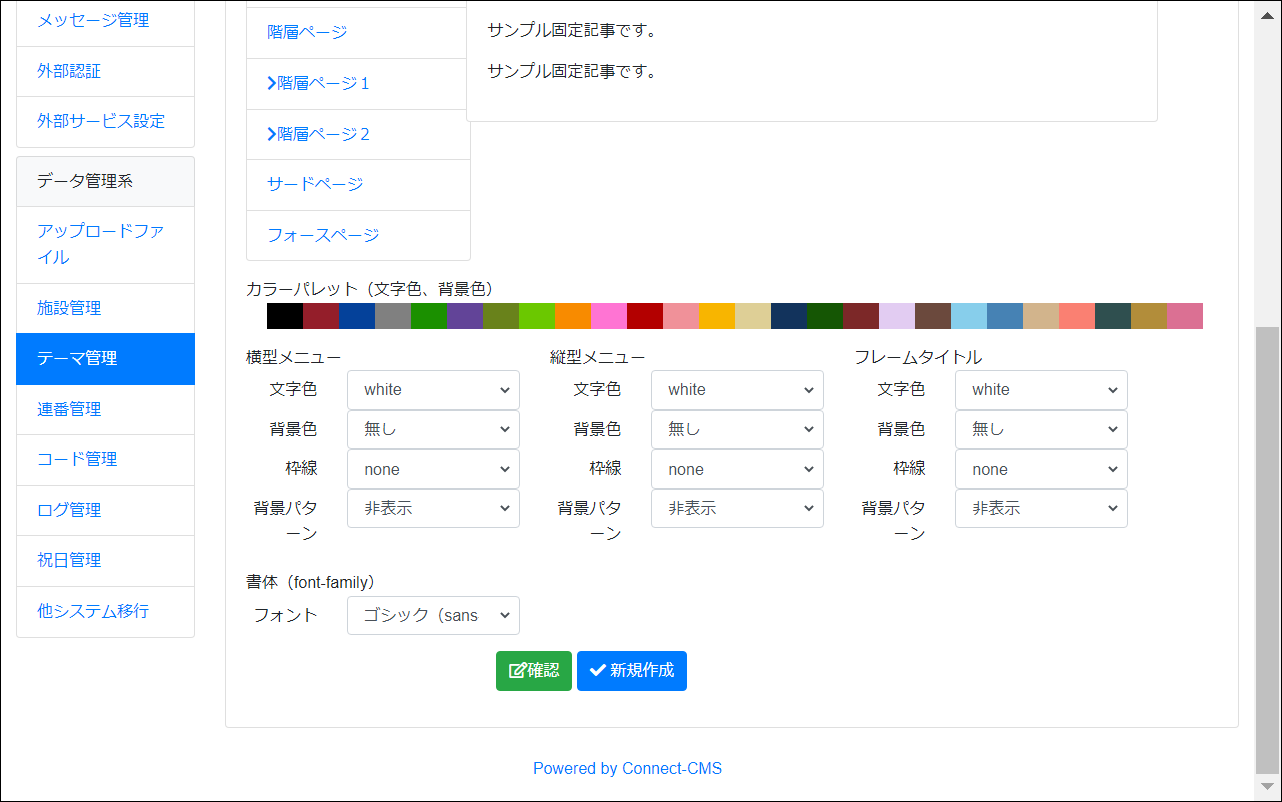 メッセージ管理
外部認証
外部サービス設定
データ管理系
アップロードファ
イル
施設管理
テーマ管理
連番管理
コード管理
ログ管理
祝日管理
他システム移行
階層ページ
階層ページ１
階層ページ２
サードページ
フォースページ
サンプル固定記事です。
サンプル固定記事です。
カラーパレット（文字色、背景色）
横型メニュー
文字色 white
背景色 無し
枠線 none
背景パタ
ーン 非表示
縦型メニュー
文字色 white
背景色 無し
枠線 none
背景パタ
ーン 非表示
フレームタイトル
文字色 white
背景色 無し
枠線 none
背景パタ
ーン 非表示
書体（font-family）
フォント ゴシック（sans
確認 新規作成
Powered by Connect-CMS